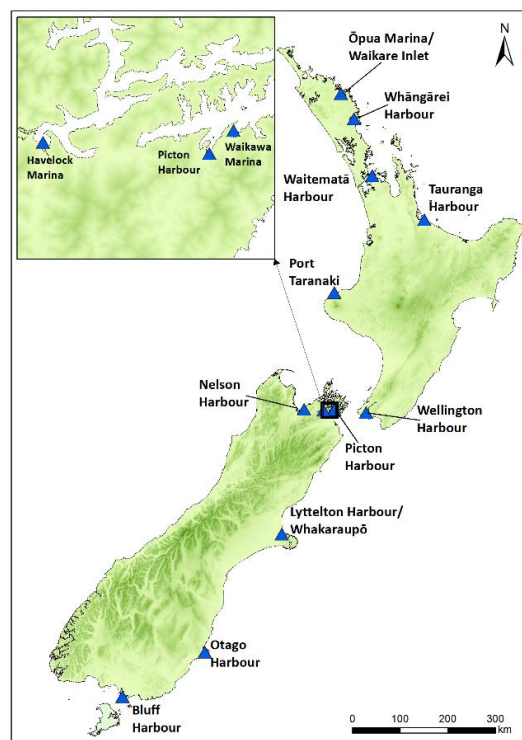 Ōpua Marina/
Waikare Inlet
N
Whāngārei
Harbour
Havelock
Marina
Picton
Harbour
Waikawa
Marina
Waitematā
Harbour
Tauranga
Harbour
Port
Taranaki
Nelson
Harbour
Wellington
Harbour
Picton
Harbour
Lyttelton Harbour/
Whakaraupō
Otago
Harbour
Bluff
Harbour
0 100 200 300
km